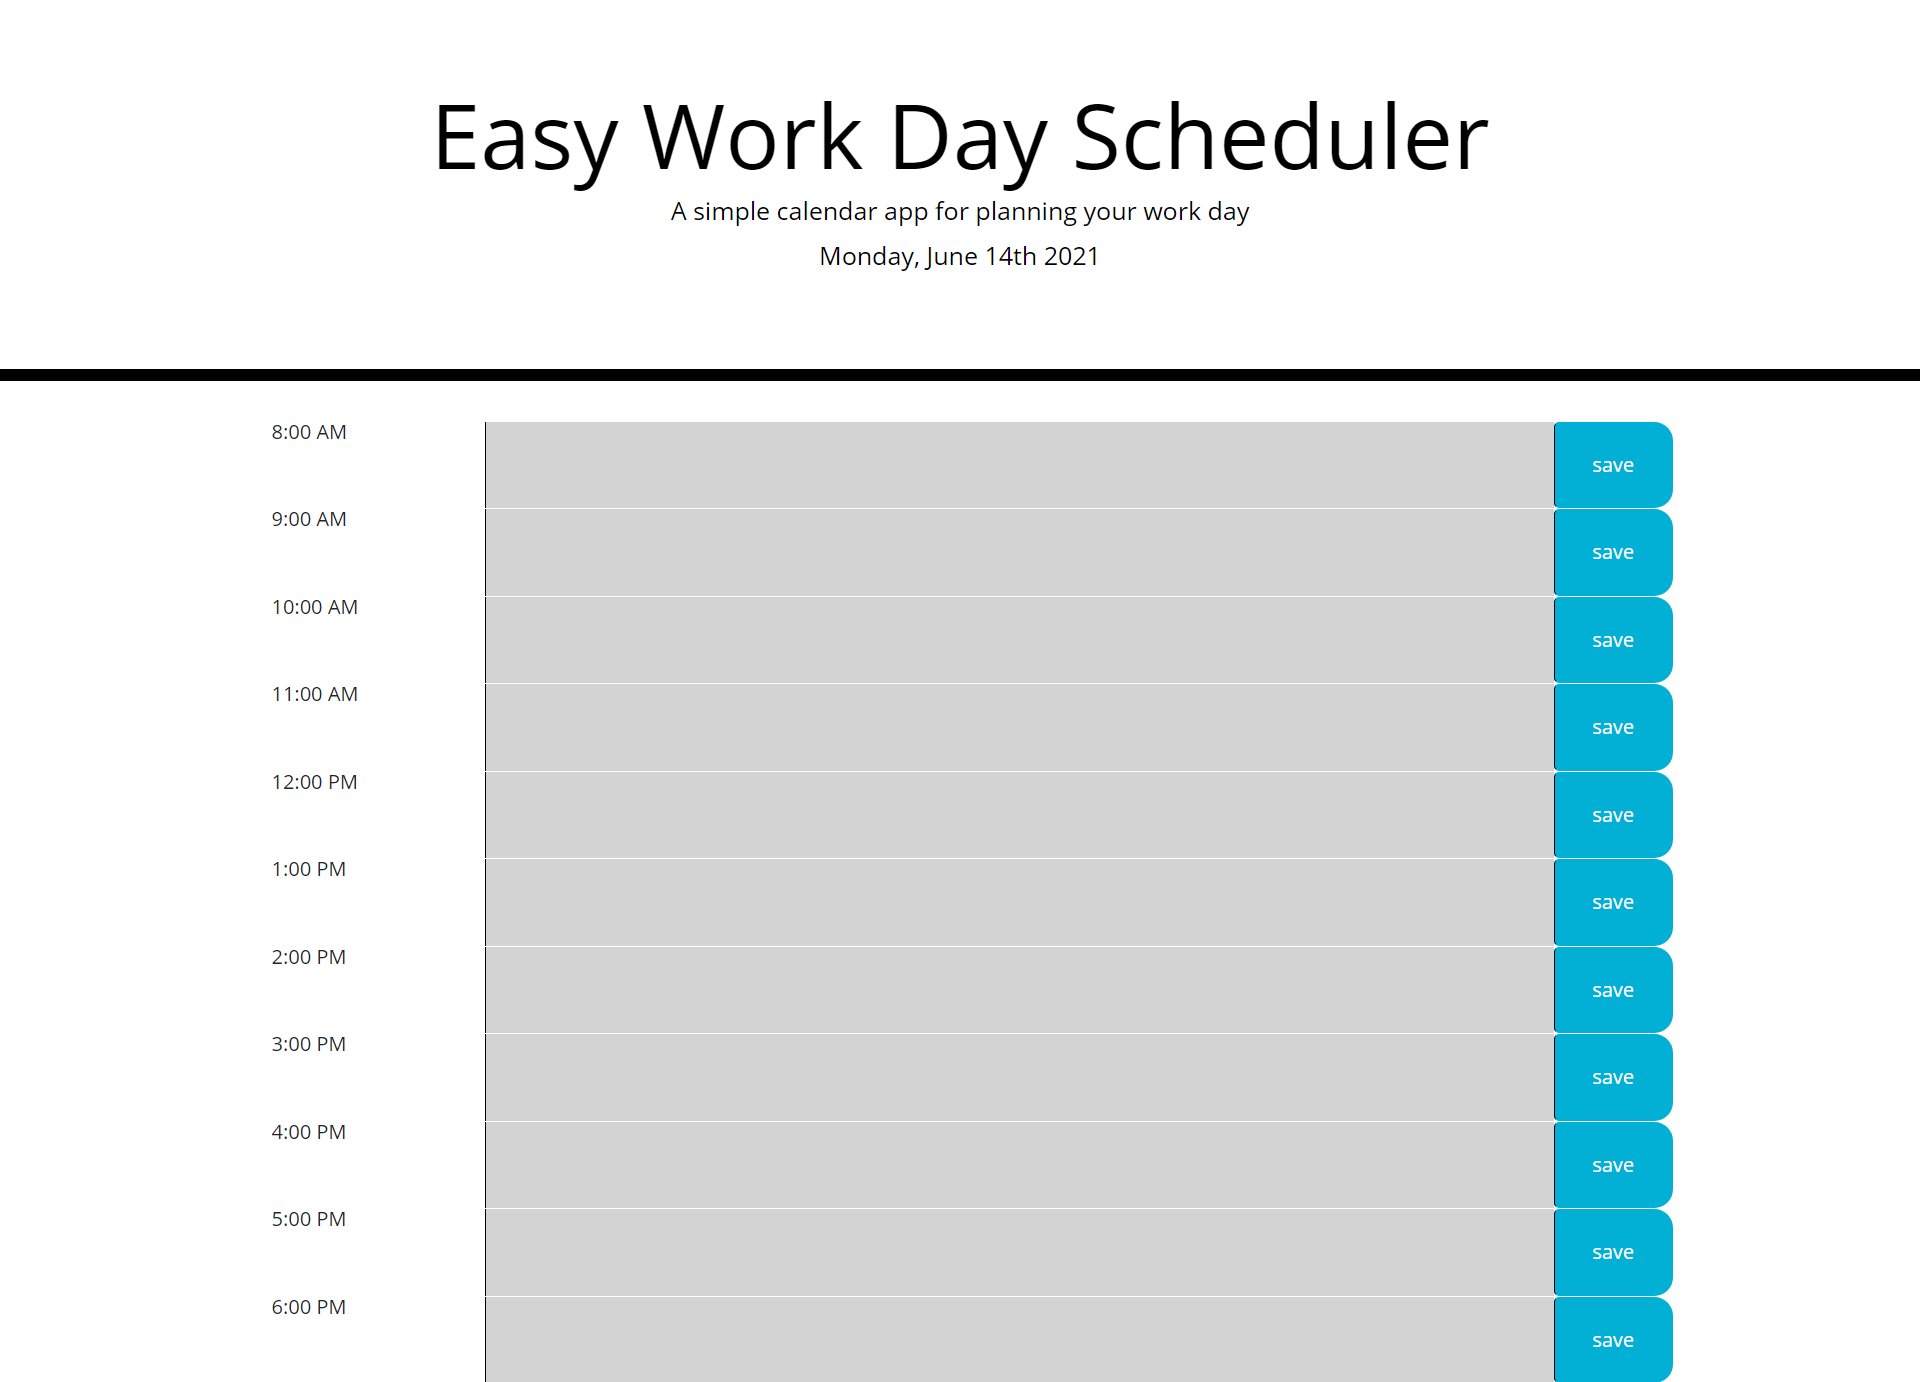 Easy Work Day Scheduler
A simple calendar app for planning your work day
Monday, June 14th 2021
8:00 AM
save
9:00 AM
save
10:00 AM
save
11:00 AM
save
12:00 PM
save
1:00 PM
save
2:00 PM
save
3:00 PM
save
4:00 PM
save
5:00 PM
save
6:00 PM
save